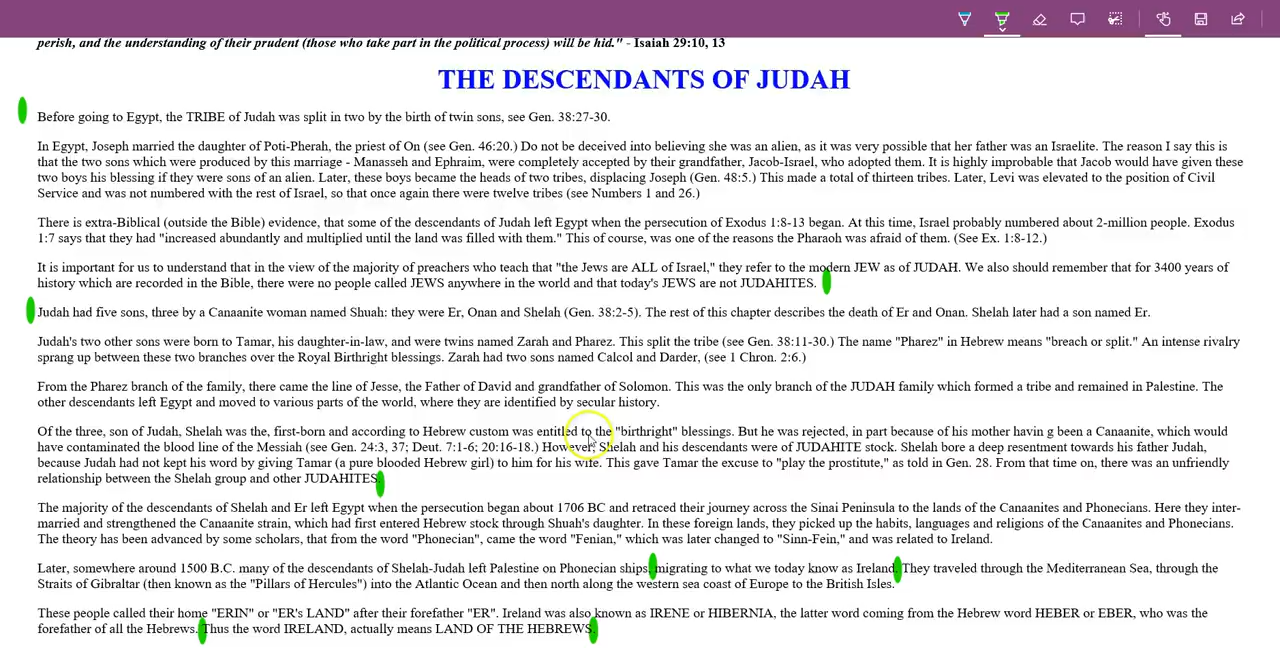 perish, and the understanding of their prudent (those who take part in the political process) will be hid." - Isaiah 29:10, 13
THE DESCENDANTS OF JUDAH
Before going to Egypt, the TRIBE of Judah was split in two by the birth of twin sons, see Gen. 38:27-30.
In Egypt, Joseph married the daughter of Poti-Pherah, the priest of On (see Gen. 46:20.) Do not be deceived into believing she was an alien, as it was very possible that her father was an Israelite. The reason I say this is
that the two sons which were produced by this marriage - Manasseh and Ephraim, were completely accepted by their grandfather, Jacob-Israel, who adopted them. It is highly improbable that Jacob would have given these
two boys his blessing if they were sons of an alien. Later, these boys became the heads of two tribes, displacing Joseph (Gen. 48:5.) This made a total of thirteen tribes. Later, Levi was elevated to the position of Civil
Service and was not numbered with the rest of Israel, so that once again there were twelve tribes (see Numbers 1 and 26.)
There is extra-Biblical (outside the Bible) evidence, that some of the descendants of Judah left Egypt when the persecution of Exodus 1:8-13 began. At this time, Israel probably numbered about 2-million people. Exodus
1:7 says that they had "increased abundantly and multiplied until the land was filled with them." This of course, was one of the reasons the Pharaoh was afraid of them. (See Ex. 1:8-12.)
It is important for us to understand that in the view of the majority of preachers who teach that "the Jews are ALL of Israel," they refer to the modern JEW as of JUDAH. We also should remember that for 3400 years of
history which are recorded in the Bible, there were no people called JEWS anywhere in the world and that today's JEWS are not JUDAHITES.
Judah had five sons, three by a Canaanite woman named Shuah: they were Er, Onan and Shelah (Gen. 38:2-5). The rest of this chapter describes the death of Er and Onan. Shelah later had a son named Er.
Judah's two other sons were born to Tamar, his daughter-in-law, and were twins named Zarah and Pharez. This split the tribe (see Gen. 38:11-30.) The name "Pharez" in Hebrew means "breach or split." An intense rivalry
sprang up between these two branches over the Royal Birthright blessings. Zarah had two sons named Calcol and Darder, (see 1 Chron. 2:6.)
From the Pharez branch of the family, there came the line of Jesse, the Father of David and grandfather of Solomon. This was the only branch of the JUDAH family which formed a tribe and remained in Palestine. The
other descendants left Egypt and moved to various parts of the world, where they are identified by secular history.
Of the three, son of Judah, Shelah was the, first-born and according to Hebrew custom was entitled to the "birthright" blessings. But he was rejected, in part because of his mother havin g been a Canaanite, which would
have contaminated the blood line of the Messiah (see Gen. 24:3, 37; Deut. 7:1-6; 20:16-18.) However, Shelah and his descendants were of JUDAHITE stock. Shelah bore a deep resentment towards his father Judah,
because Judah had not kept his word by giving Tamar (a pure blooded Hebrew girl) to him for his wife. This gave Tamar the excuse to "play the prostitute," as told in Gen. 28. From that time on, there was an unfriendly
relationship between the Shelah group and other JUDAHITES.
The majority of the descendants of Shelah and Er left Egypt when the persecution began about 1706 BC and retraced their journey across the Sinai Peninsula to the lands of the Canaanites and Phonecians. Here they inter-
married and strengthened the Canaanite strain, which had first entered Hebrew stock through Shuah's daughter. In these foreign lands, they picked up the habits, languages and religions of the Canaanites and Phonecians.
The theory has been advanced by some scholars, that from the word "Phonecian", came the word "Fenian," which was later changed to "Sinn-Fein," and was related to Ireland.
Later, somewhere around 1500 B.C. many of the descendants of Shelah-Judah left Palestine on Phonecian ships, migrating to what we today know as Ireland. They traveled through the Mediterranean Sea, through the
Straits of Gibraltar (then known as the "Pillars of Hercules") into the Atlantic Ocean and then north along the western sea coast of Europe to the British Isles.
These people called their home "ERIN" or "ER's LAND" after their forefather "ER". Ireland was also known as IRENE or HIBERNIA, the latter word coming from the Hebrew word HEBER or EBER, who was the
forefather of all the Hebrews. Thus the word IRELAND, actually means LAND OF THE HEBREWS.